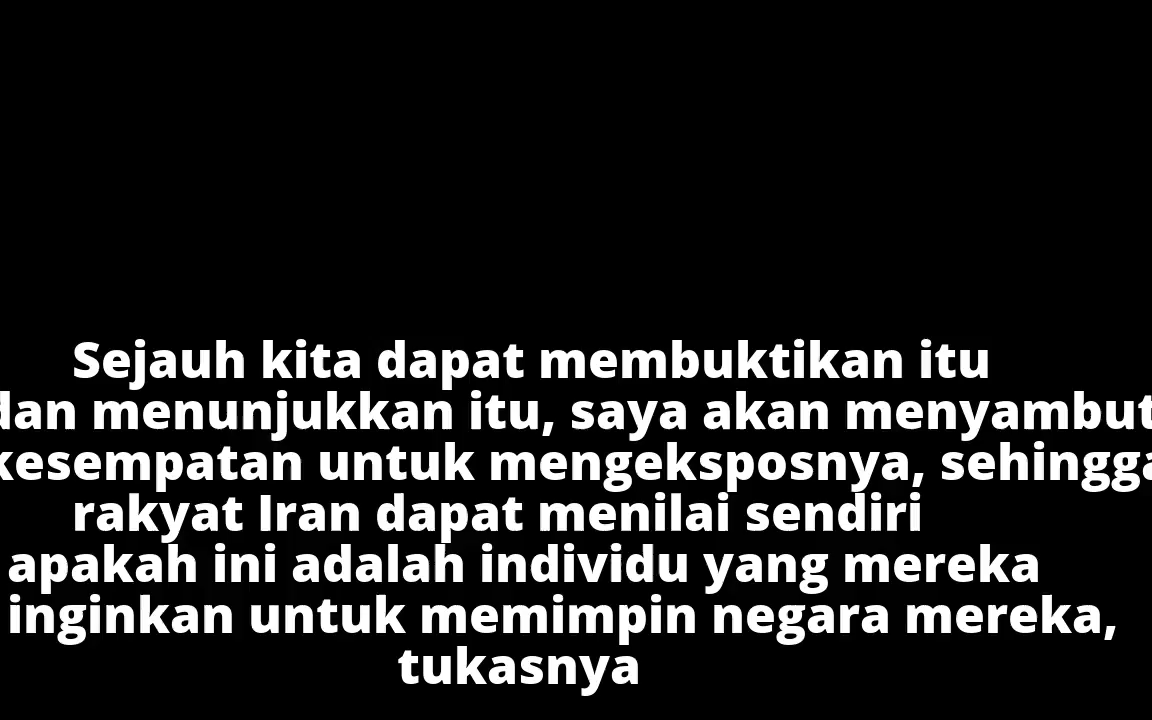 Sejauh kita dapat membuktikan itu
dan menunjukkan itu, saya akan menyambut
kesempatan untuk mengeksposnya, sehingga
rakyat Iran dapat menilai sendiri
apakah ini adalah individu yang mereka
inginkan untuk memimpin negara mereka,
tukasnya